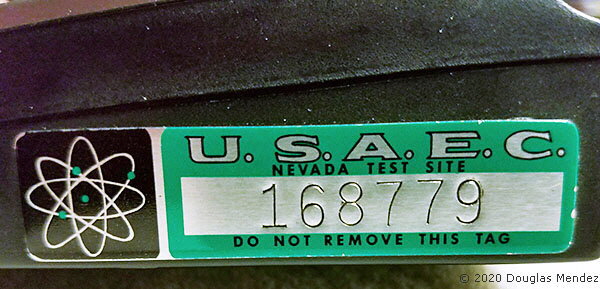 U. S. A. E. C.
NEVADA TEST SITE
168779
DO NOT REMOVE THIS TAG
© 2020 Douglas Mendez